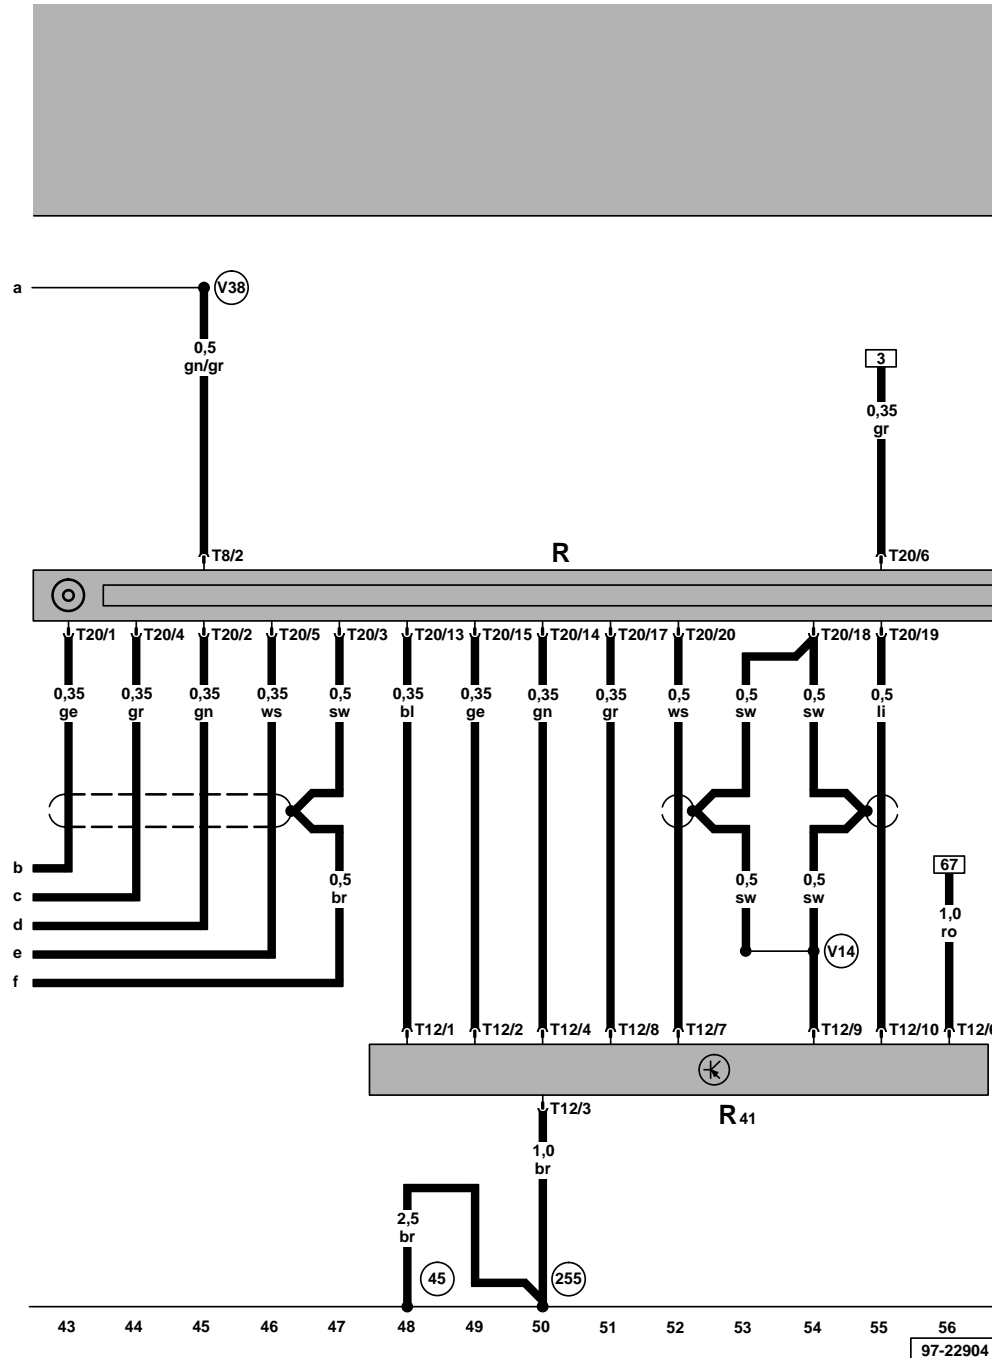 a
V38
0,5
gn/gr
3
0,35
gr
T8/2
R
T20/6
T20/1 T20/4 T20/2 T20/5 T20/3 T20/13 T20/15 T20/14 T20/17 T20/20 T20/18 T20/19
0,35 0,35 0,35 0,35 0,5 0,35 0,35 0,35 0,35 0,5 0,5 0,5 0,5
ge gr gn ws sw bl ge gn gr ws sw sw li
b
67
c
0,5 0,5 0,5
br sw sw
1,0
ro
d
e
V14
f
T12/1 T12/2 T12/4 T12/8 T12/7 T12/9 T12/10
T12/3
R 41
1,0
br
2,5
br
45
255
43 44 45 46 47 48 49 50 51 52 53 54 55 56
97-22904